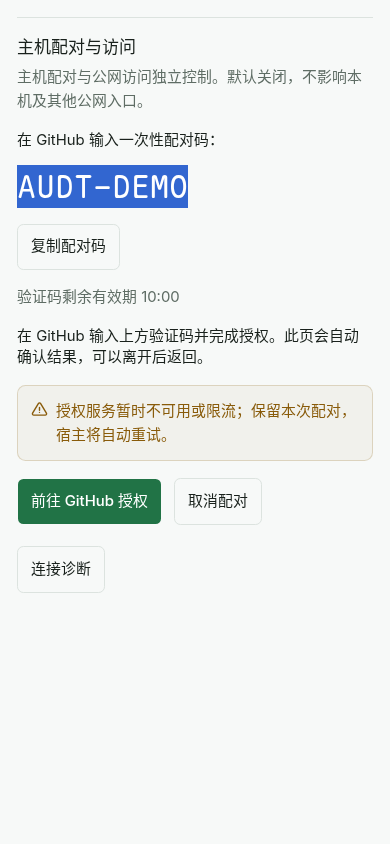 主机配对与访问
主机配对与公网访问独立控制。默认关闭，不影响本
机及其他公网入口。
在 GitHub 输入一次性配对码：
AUDT-DEMO
复制配对码
验证码剩余有效期 10:00
在 GitHub 输入上方验证码并完成授权。此页会自动
确认结果，可以离开后返回。
授权服务暂时不可用或限流；保留本次配对，
宿主将自动重试。
前往 GitHub 授权
取消配对
连接诊断